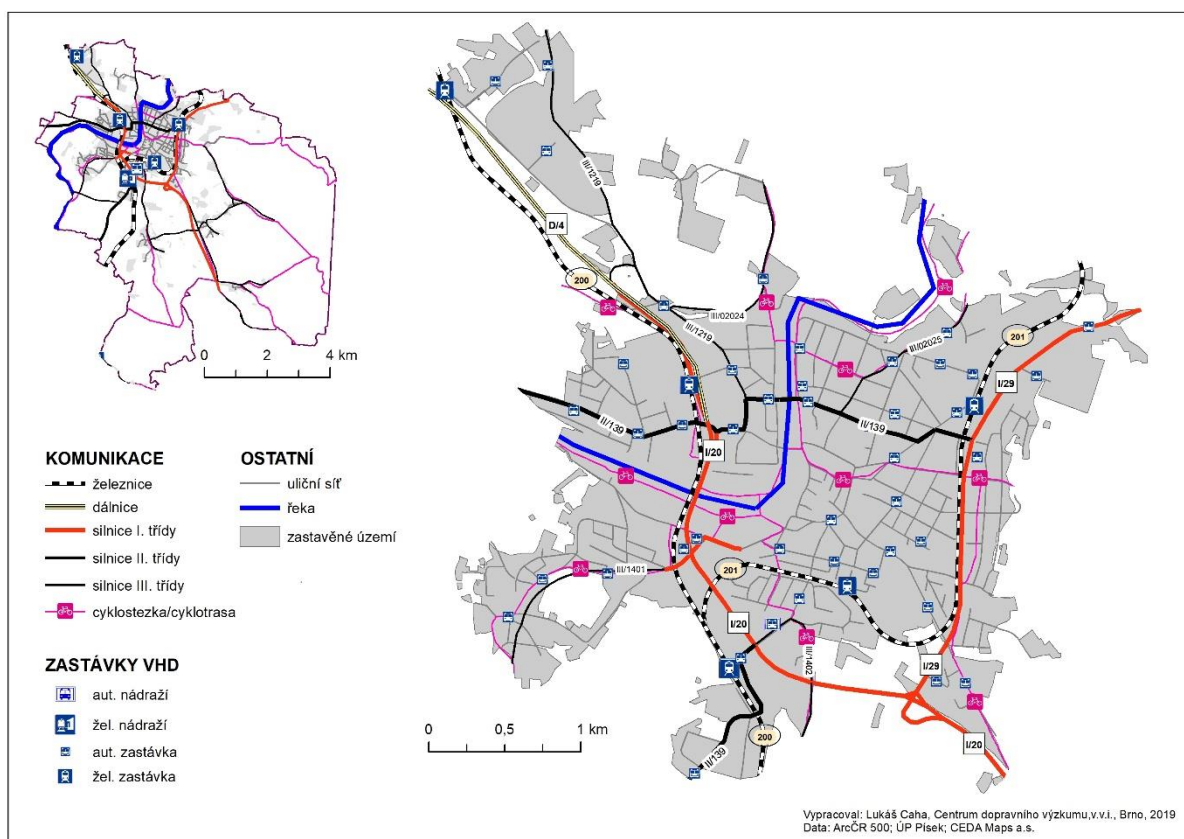 0 2 4 km
KOMUNIKACE
železnice
dálnice
silnice I. třídy
silnice II. třídy
silnice III. třídy
cyklostezka/cyklotrasa
OSTATNÍ
uliční síť
řeka
zastavěné území
ZASTÁVKY VHD
aut. nádraží
žel. nádraží
aut. zastávka
žel. zastávka
III/1219
D/4
200
III/02024
III/1219
III/02025
201
I/29
II/139
II/139
I/20
III/1401
201
I/20
III/1402
I/29
200
II/139
I/20
0 0,5 1 km
Vypracoval: Lukáš Caha, Centrum dopravního výzkumu,v.v.i., Brno, 2019
Data: ArcČR 500; ÚP Písek; CEDA Maps a.s.